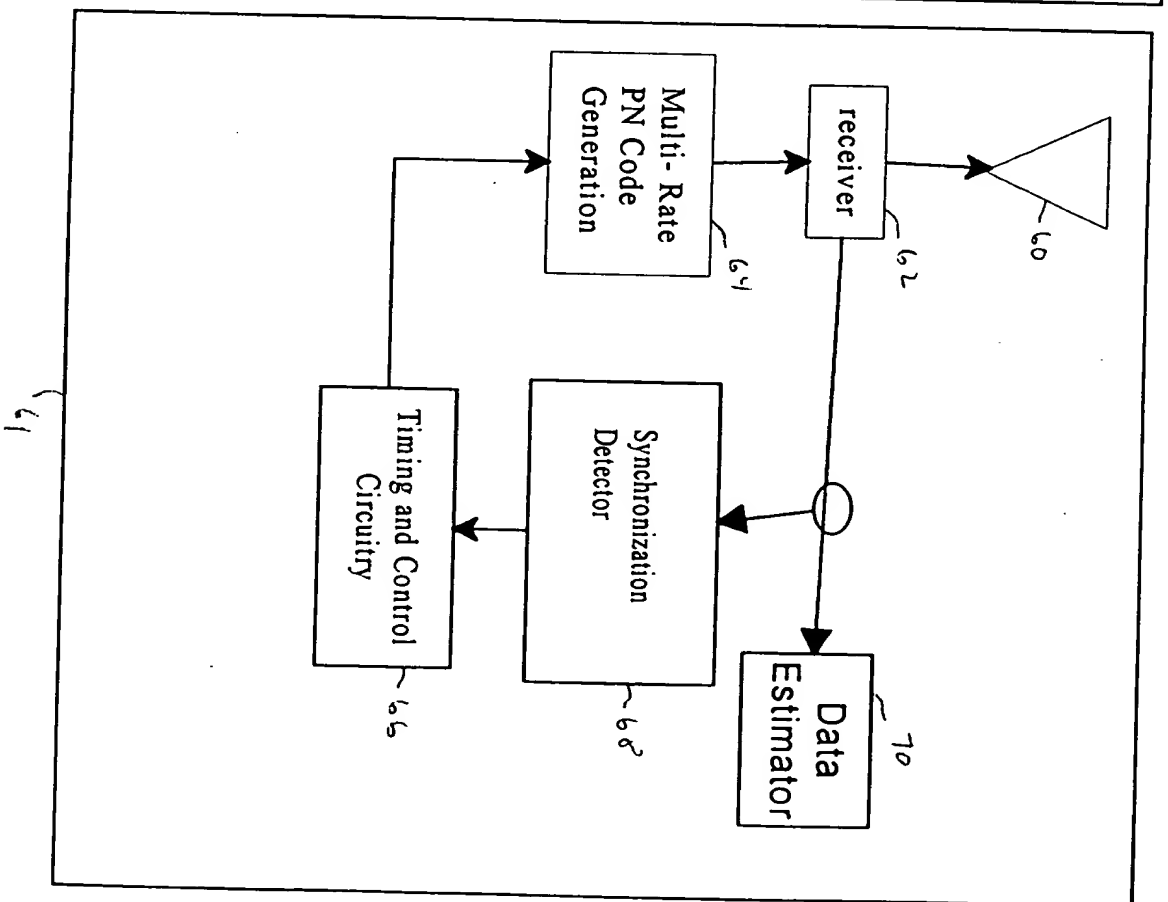 60
receiver
62
Multi- Rate
PN Code
Generation
64
Synchronization
Detector
68
Data
Estimator
70
Timing and Control
Circuitry
66
61